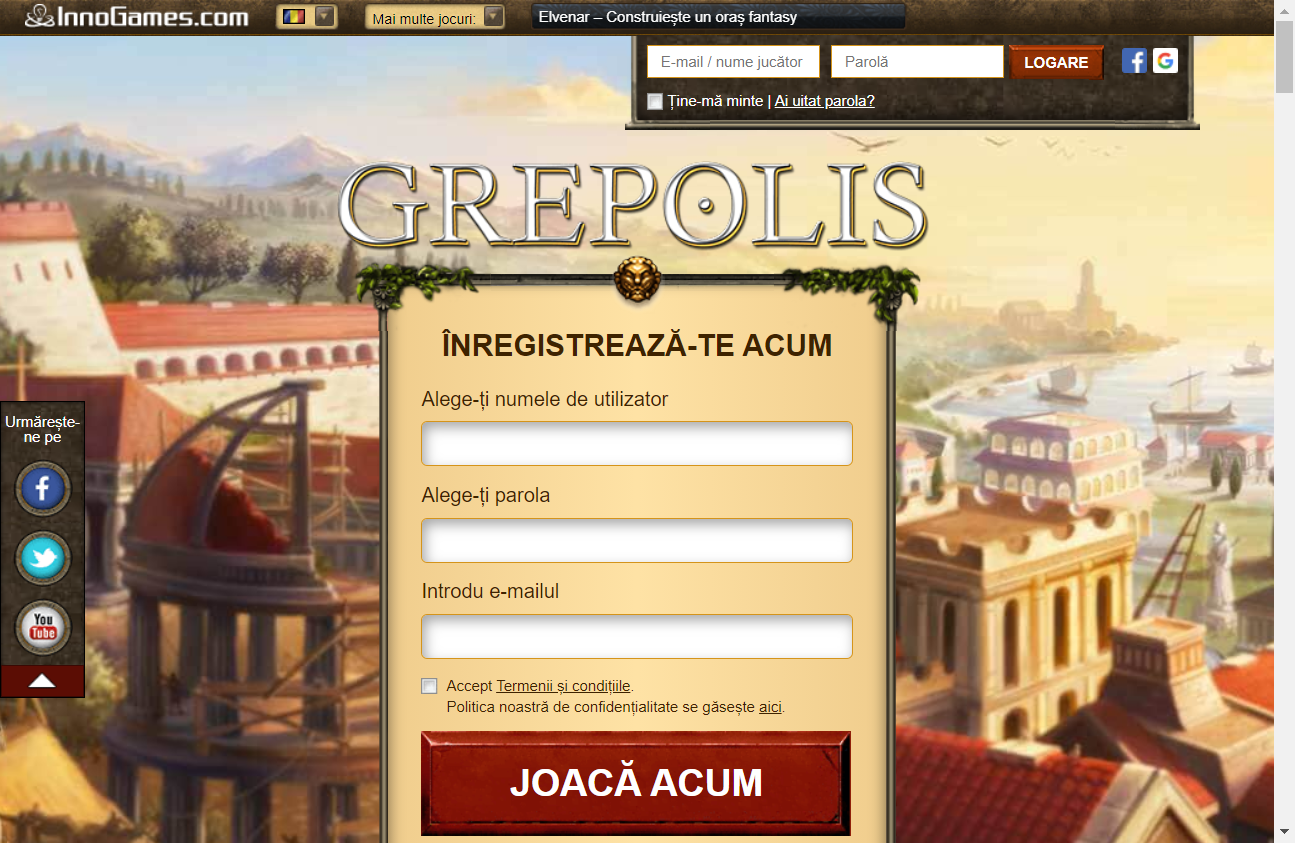 InnoGames.com
Mai multe jocuri:
Elvenar – Construiește un oraș fantasy
E-mail / nume jucător
Parolă
LOGARE
Ține-mă minte | Ai uitat parola?
GREPOLIS
ÎNREGISTREAZĂ-TE ACUM
Alege-ți numele de utilizator
Alege-ți parola
Introdu e-mailul
Accept Termenii și condițiile.
Politica noastră de confidențialitate se găsește aici.
JOACĂ ACUM
Urmărește-
ne pe
You
Tube